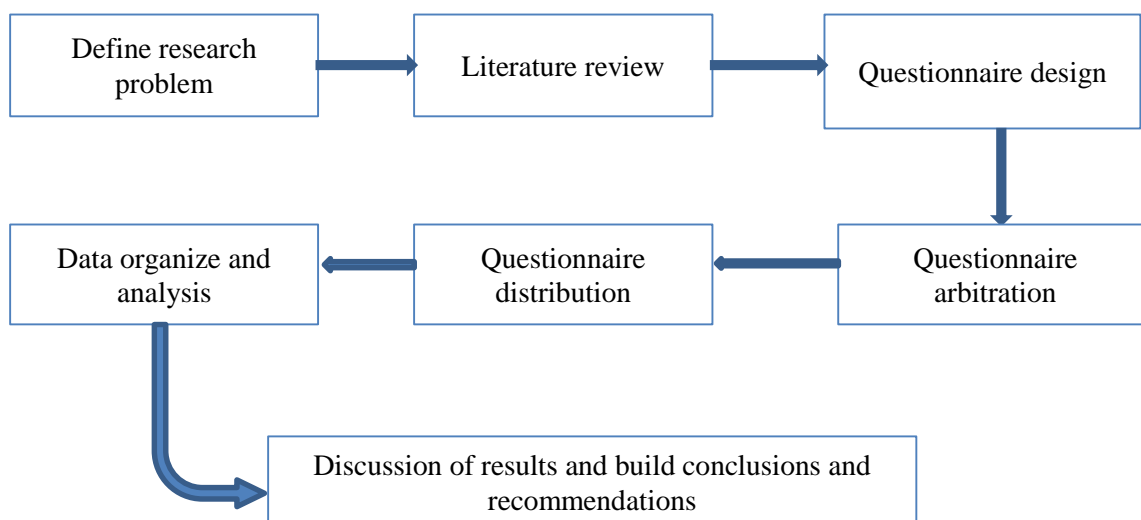 Define research
problem
Literature review
Questionnaire design
Questionnaire
arbitration
Questionnaire
distribution
Data organize and
analysis
Discussion of results and build conclusions and
recommendations